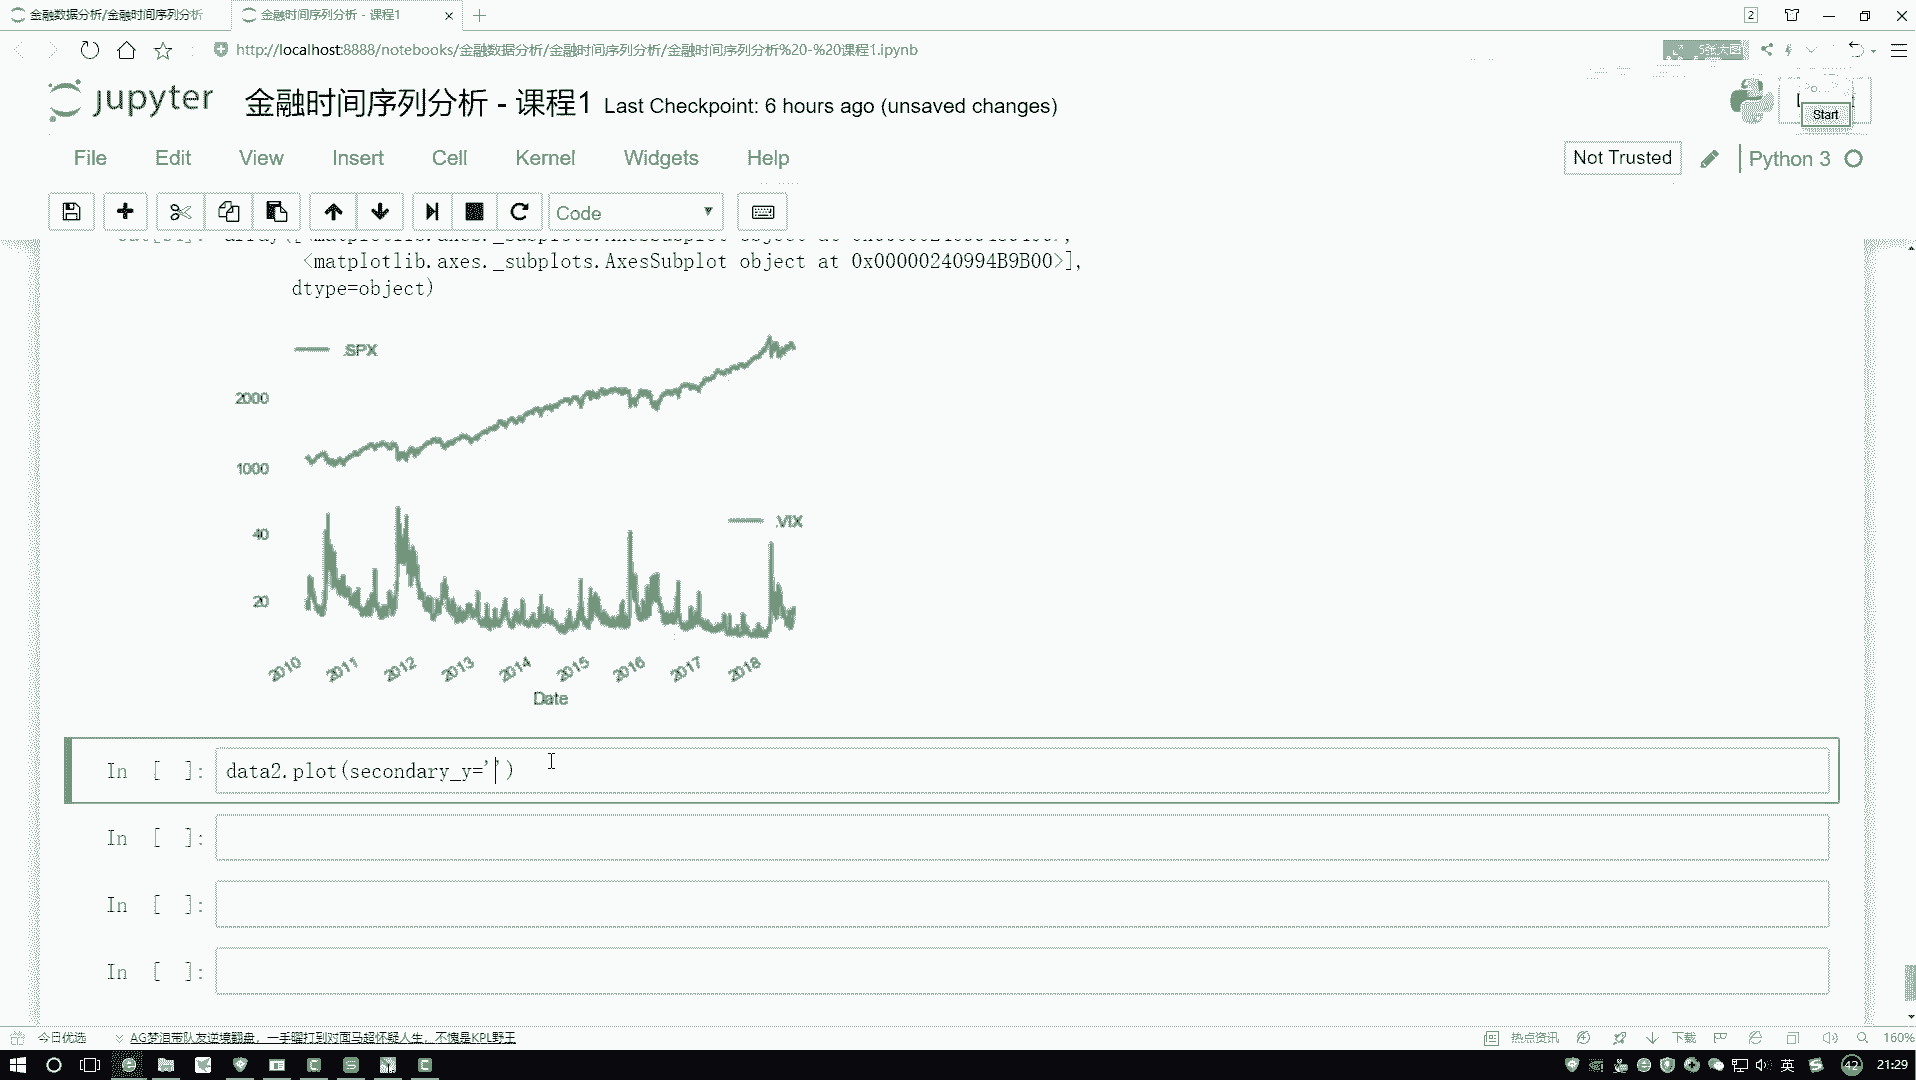 金融数据分析/金融时间序列分析
金融时间序列分析 - 课程1
2
http://localhost:8888/notebooks/金融数据分析/金融时间序列分析/金融时间序列分析%20-%20课程1.ipynb
5张大图
jupyter
金融时间序列分析 - 课程1 Last Checkpoint: 6 hours ago (unsaved changes)
Start
File Edit View Insert Cell Kernel Widgets Help
Not Trusted
Python 3
Code
<matplotlib.axes._subplots.AxesSubplot object at 0x00000240994B9B00>],
dtype=object)
.SPX
2000
1000
.VIX
40
20
2010 2011 2012 2013 2014 2015 2016 2017 2018
Date
In [ ]: data2.plot(secondary_y='')
In [ ]:
In [ ]:
In [ ]:
今日优选
AG梦泪带队友逆境翻盘，一手曜打到对面马超怀疑人生，不愧是KPL野王
热点资讯
下载
160%
英
42
21:29